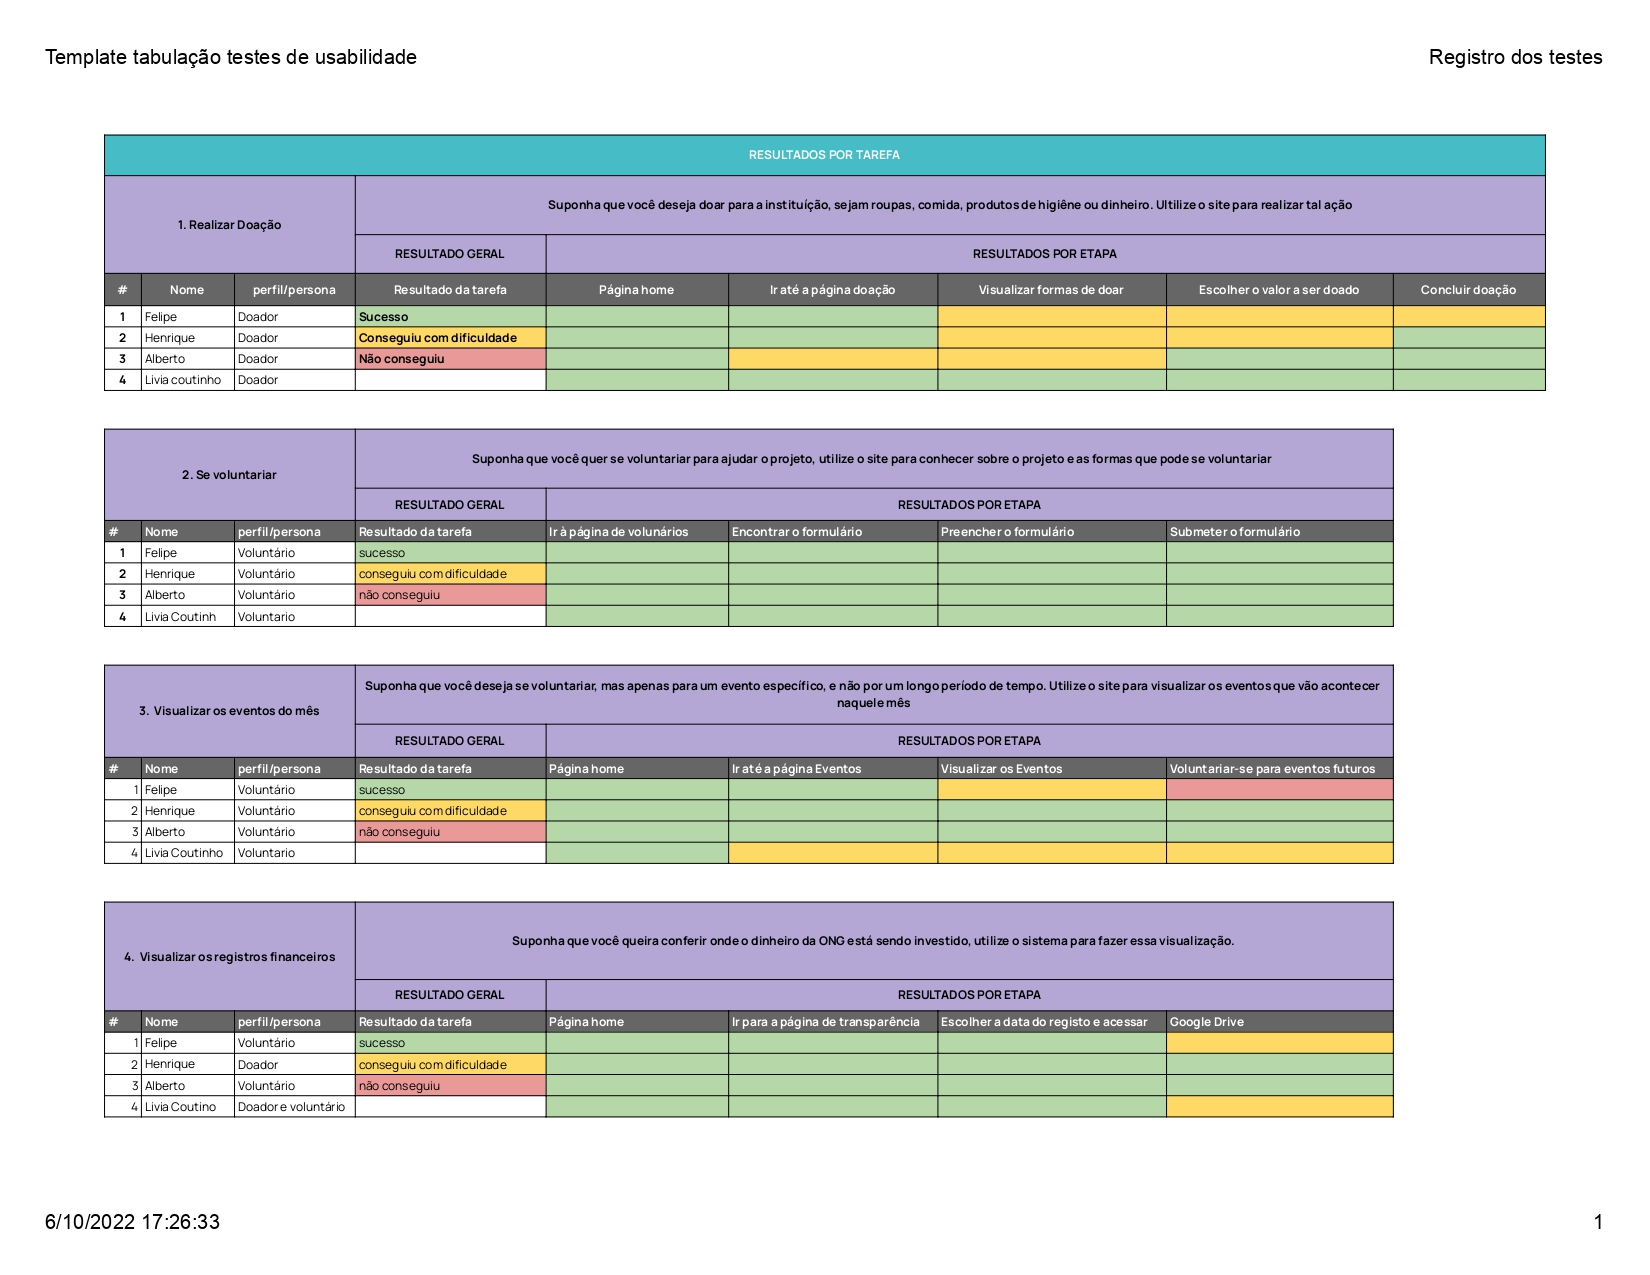 Template tabulação testes de usabilidade
Registro dos testes
RESULTADOS POR TAREFA
1. Realizar Doação
Suponha que você deseja doar para a instituíção, sejam roupas, comida, produtos de higiêne ou dinheiro. Ultilize o site para realizar tal ação
RESULTADO GERAL
RESULTADOS POR ETAPA
# Nome perfil/persona Resultado da tarefa Página home Ir até a página doação Visualizar formas de doar Escolher o valor a ser doado Concluir doação
1 Felipe Doador Sucesso
2 Henrique Doador Conseguiu com dificuldade
3 Alberto Doador Não conseguiu
4 Livia coutinho Doador
2. Se voluntariar
Suponha que você quer se voluntariar para ajudar o projeto, utilize o site para conhecer sobre o projeto e as formas que pode se voluntariar
RESULTADO GERAL
RESULTADOS POR ETAPA
# Nome perfil/persona Resultado da tarefa Ir à página de volunários Encontrar o formulário Preencher o formulário Submeter o formulário
1 Felipe Voluntário sucesso
2 Henrique Voluntário conseguiu com dificuldade
3 Alberto Voluntário não conseguiu
4 Livia Coutinh Voluntario
3. Visualizar os eventos do mês
Suponha que você deseja se voluntariar, mas apenas para um evento específico, e não por um longo período de tempo. Utilize o site para visualizar os eventos que vão acontecer
naquele mês
RESULTADO GERAL
RESULTADOS POR ETAPA
# Nome perfil/persona Resultado da tarefa Página home Ir até a página Eventos Visualizar os Eventos Voluntariar-se para eventos futuros
1 Felipe Voluntário sucesso
2 Henrique Voluntário conseguiu com dificuldade
3 Alberto Voluntário não conseguiu
4 Livia Coutinho Voluntario
4. Visualizar os registros financeiros
Suponha que você queira conferir onde o dinheiro da ONG está sendo investido, utilize o sistema para fazer essa visualização.
RESULTADO GERAL
RESULTADOS POR ETAPA
# Nome perfil/persona Resultado da tarefa Página home Ir para a página de transparência Escolher a data do registo e acessar Google Drive
1 Felipe Voluntário sucesso
2 Henrique Doador conseguiu com dificuldade
3 Alberto Voluntário não conseguiu
4 Livia Coutino Doador e voluntário
6/10/2022 17:26:33
1